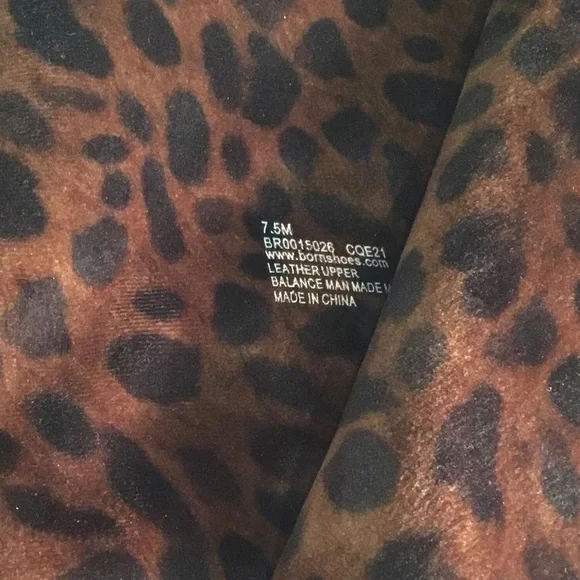 7.5M
BR0015026 CQE21
www.bornshoes.com
LEATHER UPPER
BALANCE MAN MADE M
MADE IN CHINA